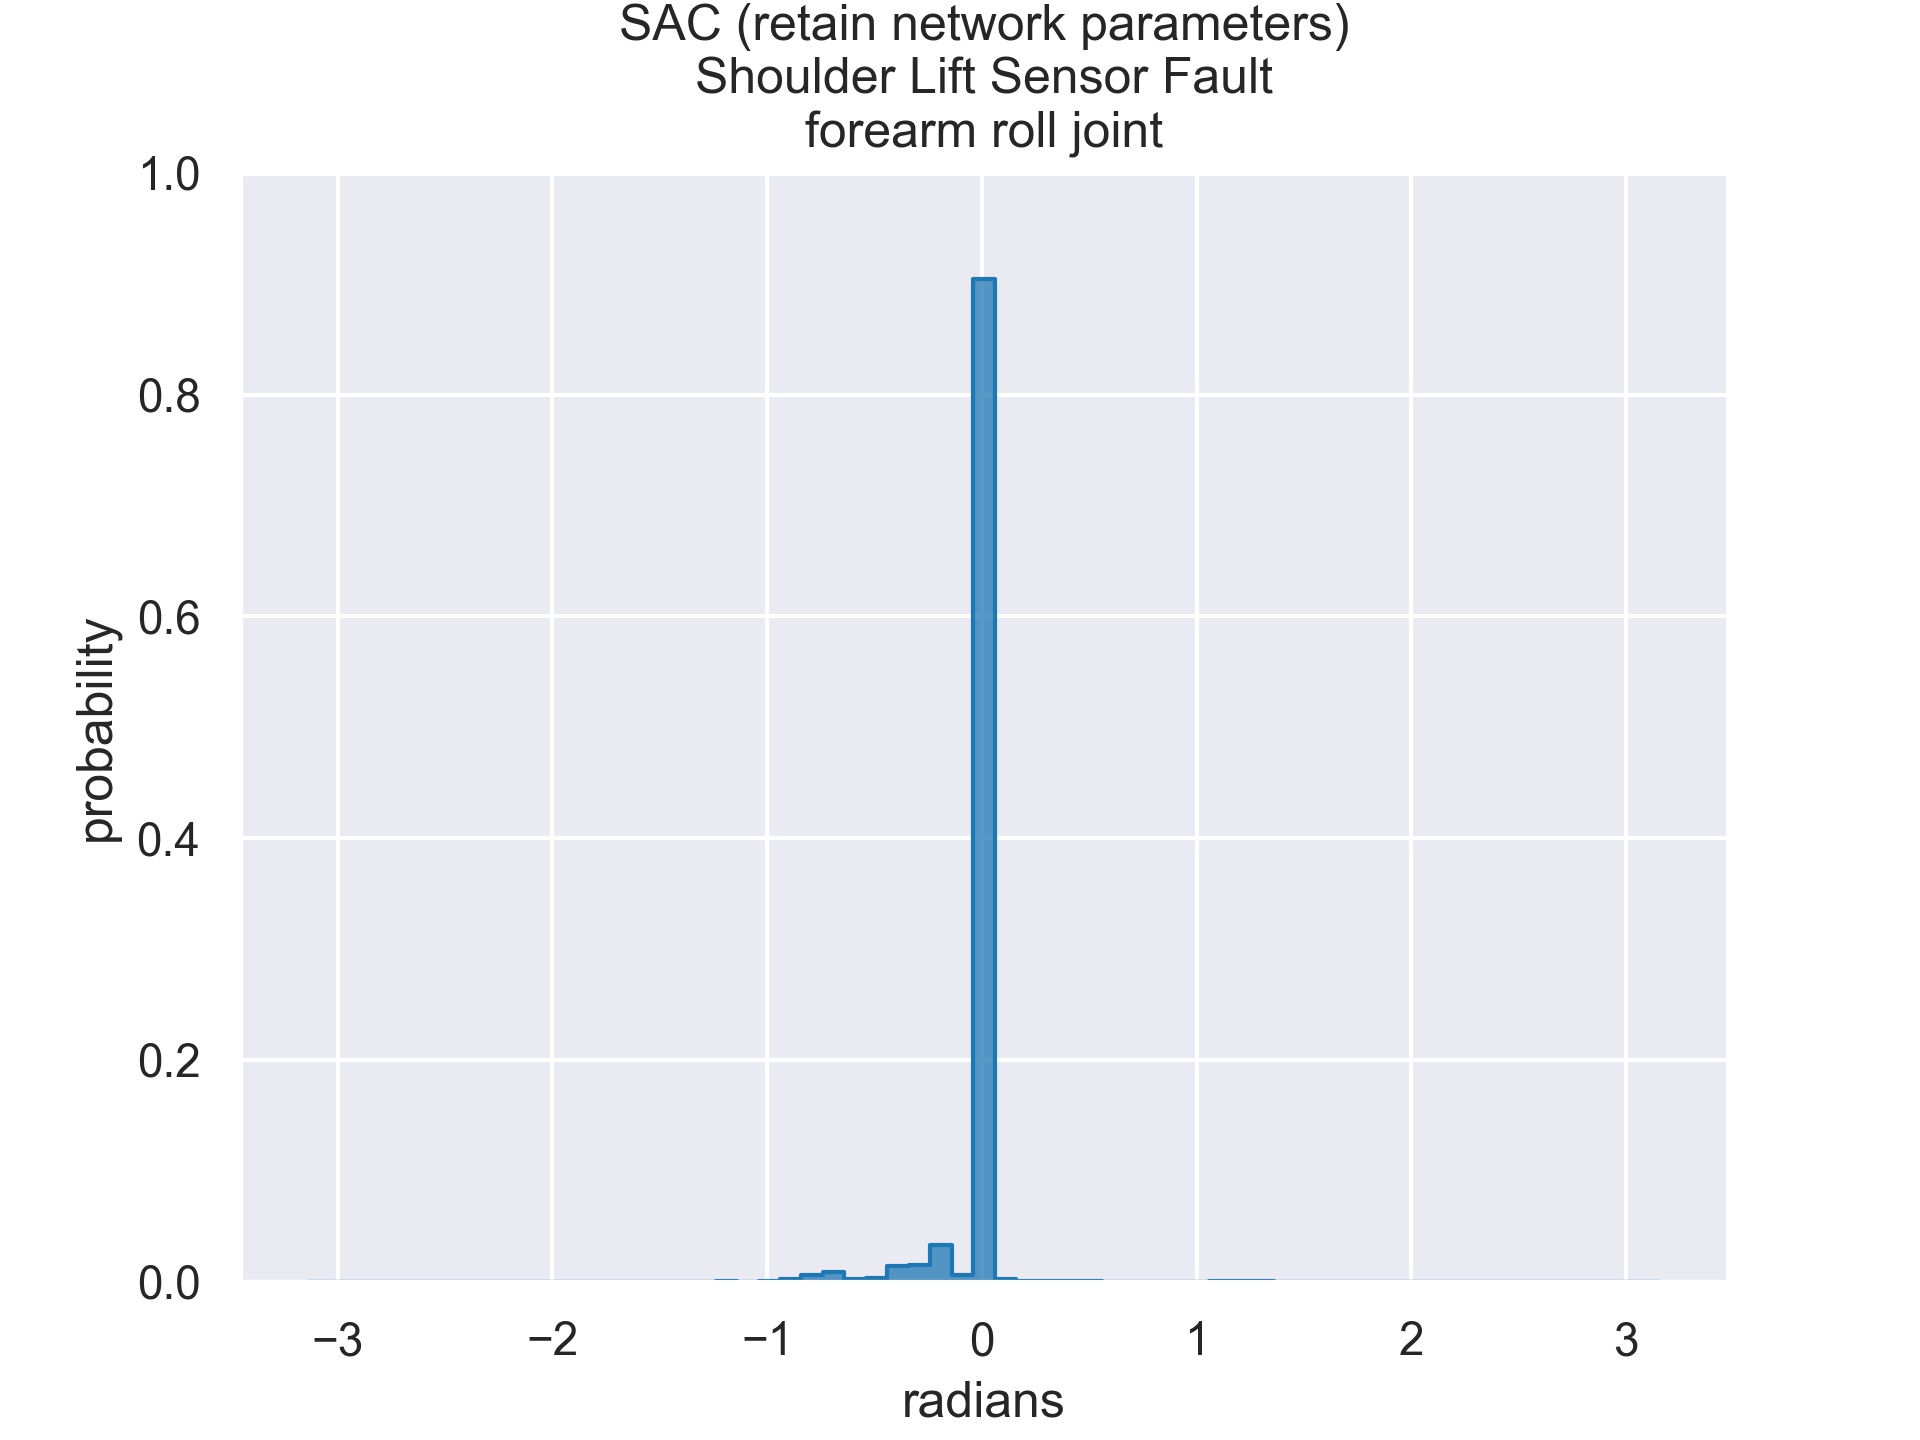 SAC (retain network parameters)
Shoulder Lift Sensor Fault
forearm roll joint
1.0
0.8
0.6
0.4
0.2
0.0
probability
−3 −2 −1 0 1 2 3
radians